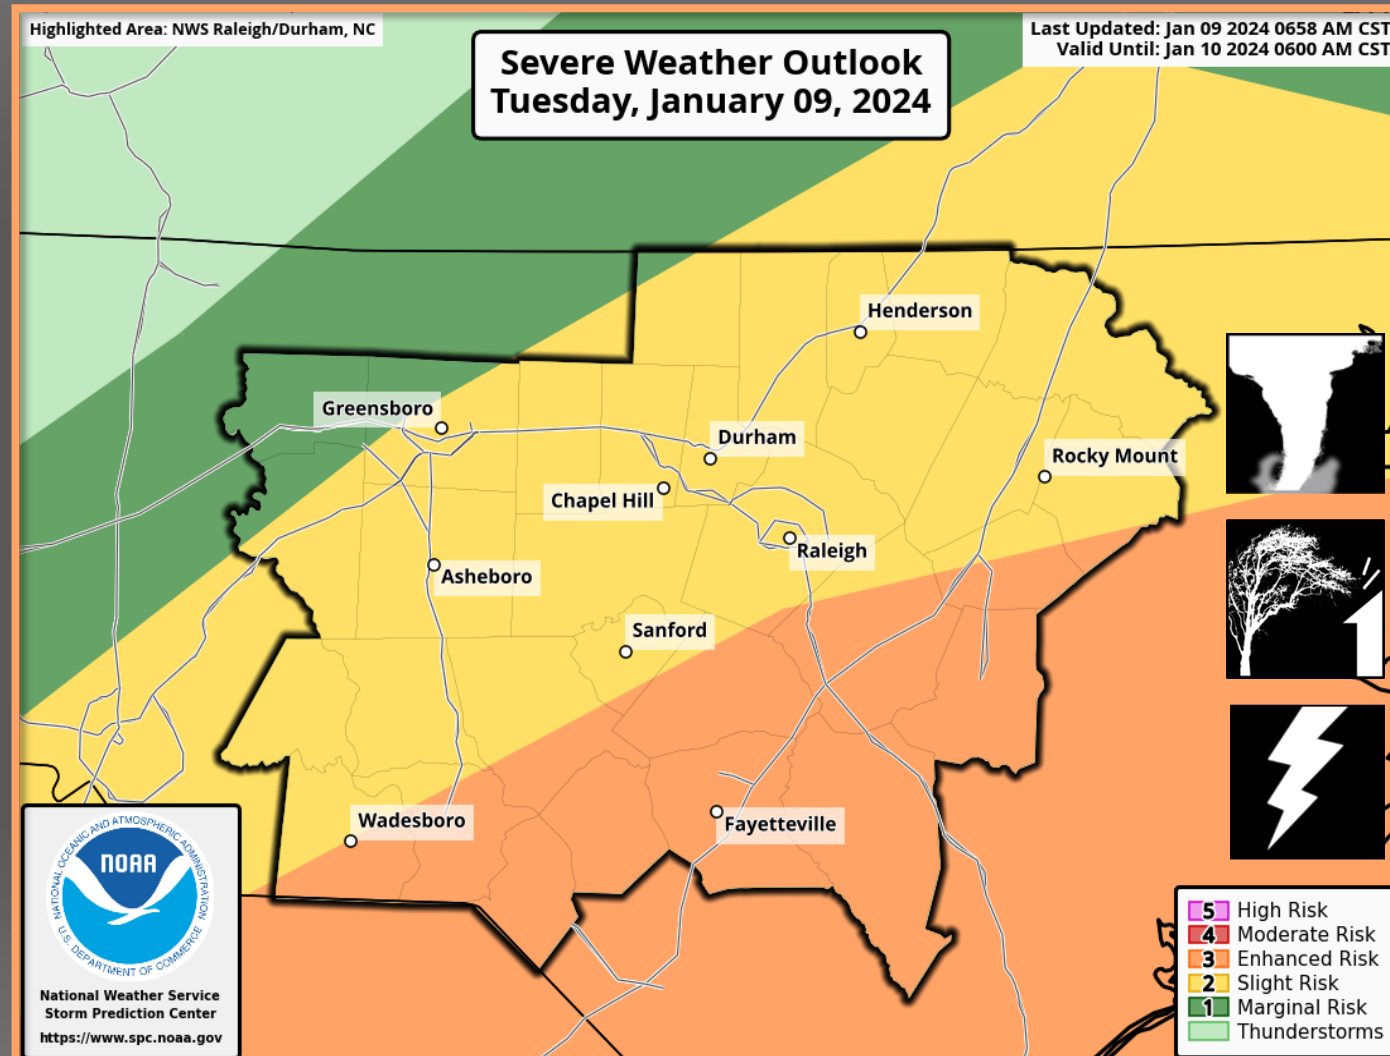 Highlighted Area: NWS Raleigh/Durham, NC
Last Updated: Jan 09 2024 0658 AM CST
Valid Until: Jan 10 2024 0600 AM CST
Severe Weather Outlook
Tuesday, January 09, 2024
Henderson
Greensboro
Durham
Rocky Mount
Chapel Hill
Raleigh
Asheboro
Sanford
Wadesboro
Fayetteville
NATIONAL OCEANIC AND ATMOSPHERIC ADMINISTRATION
NOAA
U.S. DEPARTMENT OF COMMERCE
National Weather Service
Storm Prediction Center
https://www.spc.noaa.gov
5 High Risk
4 Moderate Risk
3 Enhanced Risk
2 Slight Risk
1 Marginal Risk
Thunderstorms